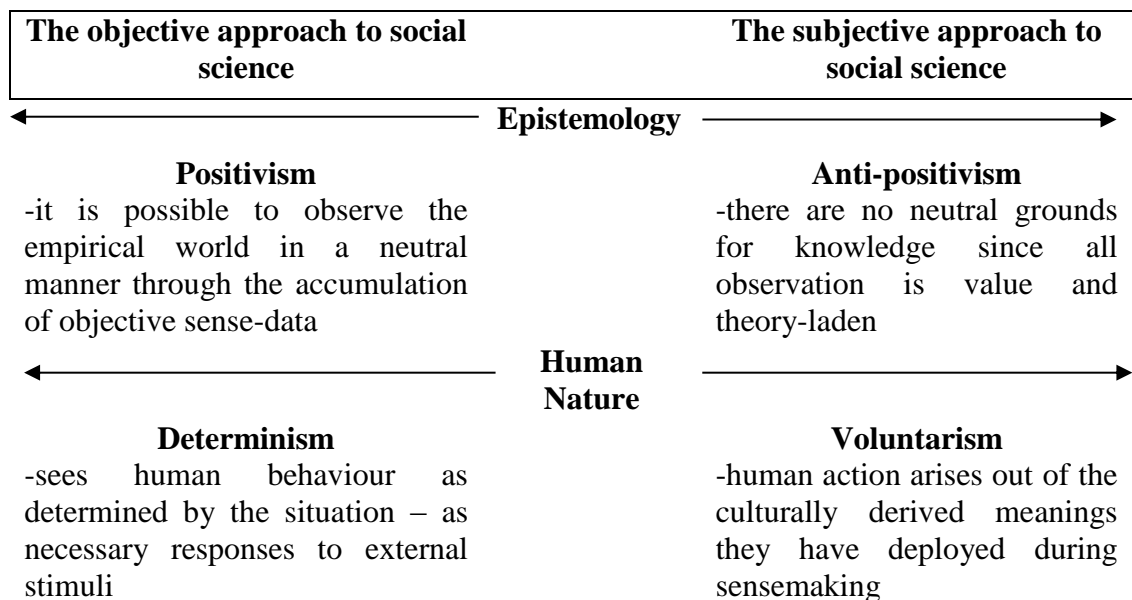 The objective approach to social
science
The subjective approach to
social science
Epistemology
Positivism
-it is possible to observe the
empirical world in a neutral
manner through the accumulation
of objective sense-data
Anti-positivism
-there are no neutral grounds
for knowledge since all
observation is value and
theory-laden
Human
Nature
Determinism
-sees human behaviour as
determined by the situation – as
necessary responses to external
stimuli
Voluntarism
-human action arises out of the
culturally derived meanings
they have deployed during
sensemaking